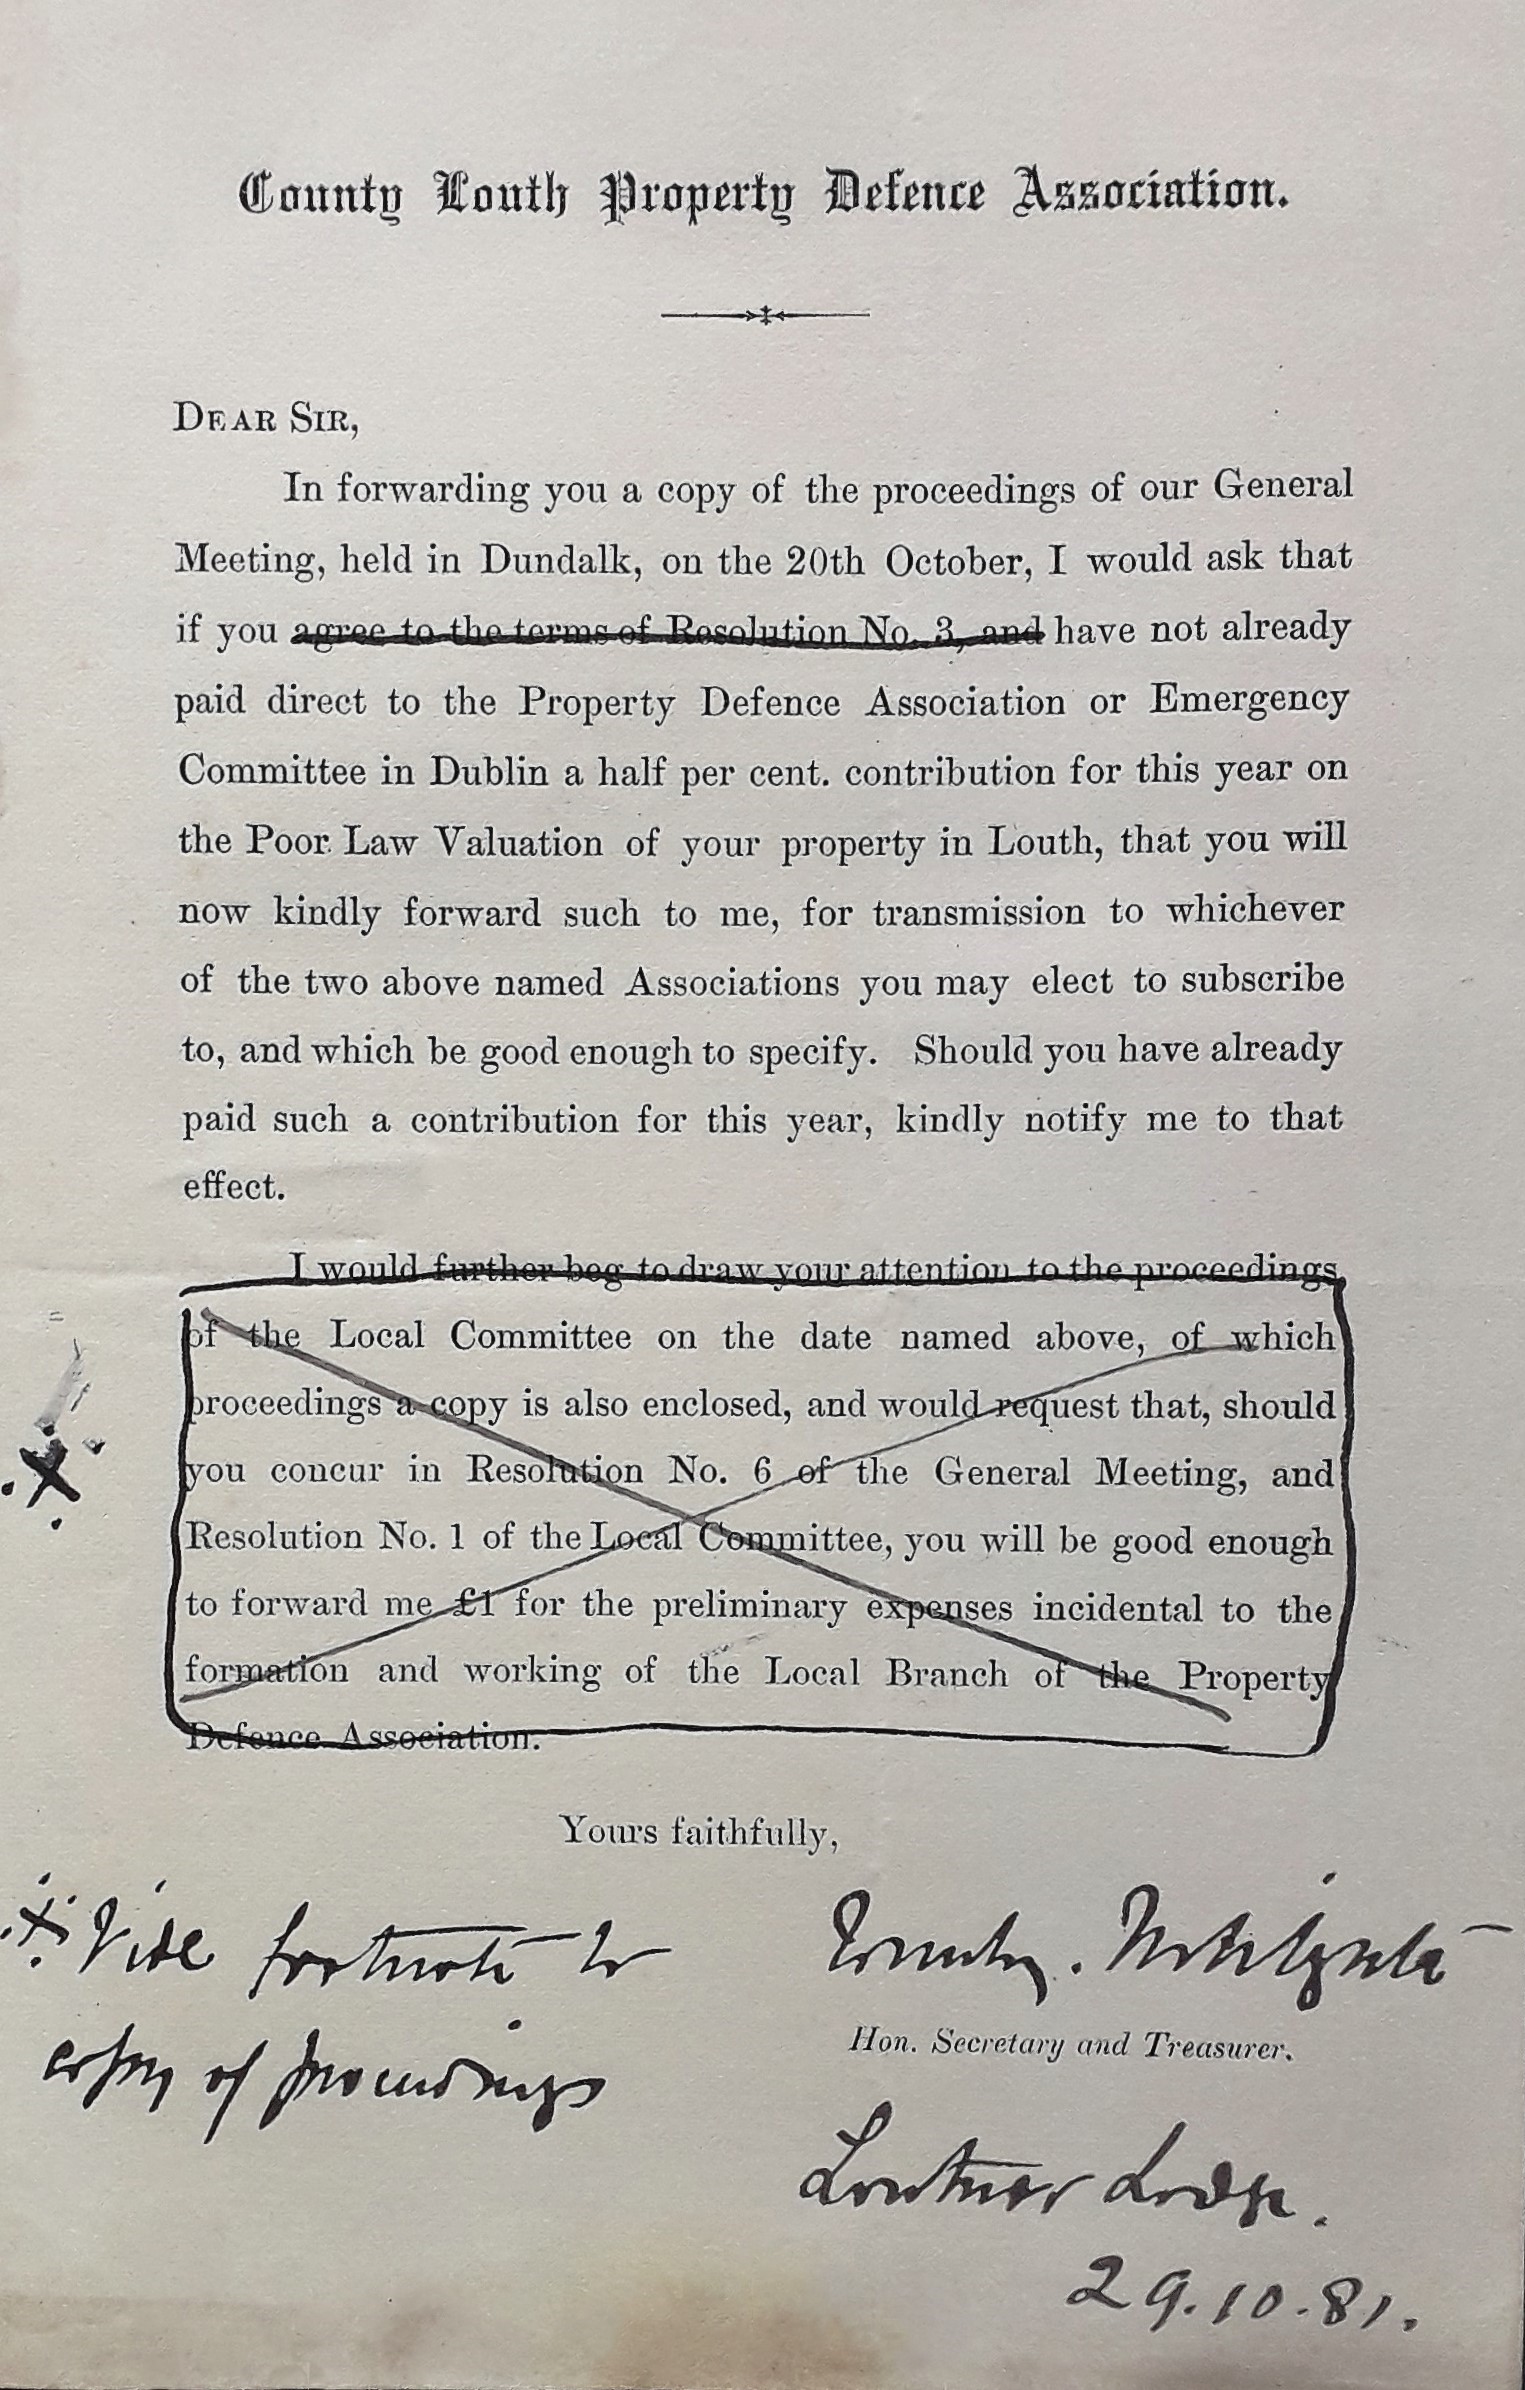 County Louth Property Defence Association.
DEAR SIR,
In forwarding you a copy of the proceedings of our General
Meeting, held in Dundalk, on the 20th October, I would ask that
if you agree to the terms of Resolution No. 3, and have not already
paid direct to the Property Defence Association or Emergency
Committee in Dublin a half per cent. contribution for this year on
the Poor Law Valuation of your property in Louth, that you will
now kindly forward such to me, for transmission to whichever
of the two above named Associations you may elect to subscribe
to, and which be good enough to specify. Should you have already
paid such a contribution for this year, kindly notify me to that
effect.
I would further beg to draw your attention to the proceedings
of the Local Committee on the date named above, of which
proceedings a copy is also enclosed, and would request that, should
you concur in Resolution No. 6 of the General Meeting, and
Resolution No. 1 of the Local Committee, you will be good enough
to forward me £1 for the preliminary expenses incidental to the
formation and working of the Local Branch of the Property
Defence Association.
Yours faithfully,
Vide footnote to
copy of proceedings
Hon. Secretary and Treasurer.
Lodge.
29.10.81.